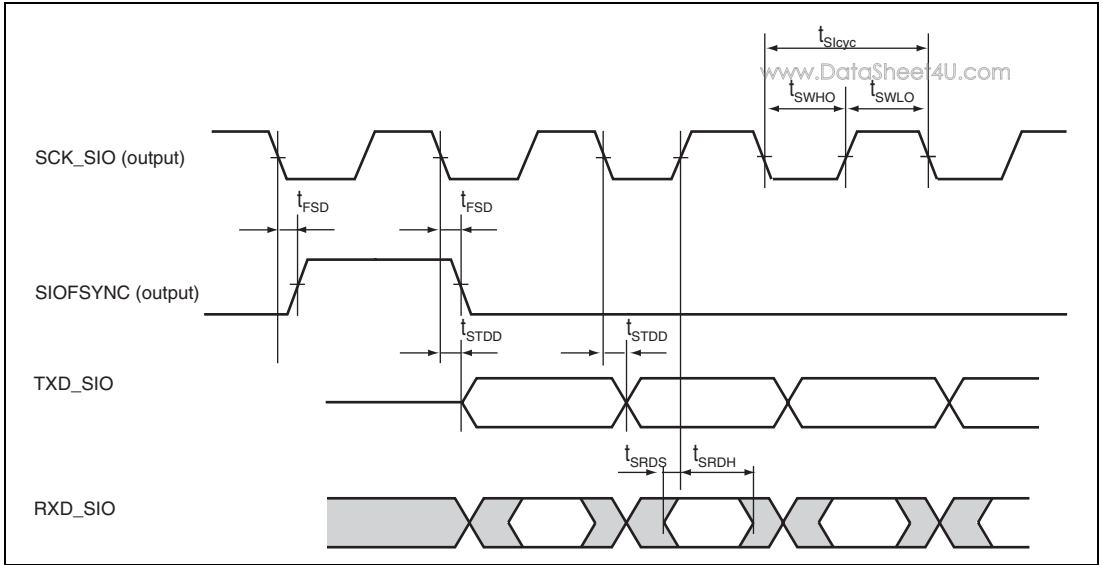 tSIcyc
www.DataSheet4U.com
tSWHO tSWLO
SCK_SIO (output)
tFSD tFSD
SIOFSYNC (output)
tSTDD tSTDD
TXD_SIO
tSRDS tSRDH
RXD_SIO